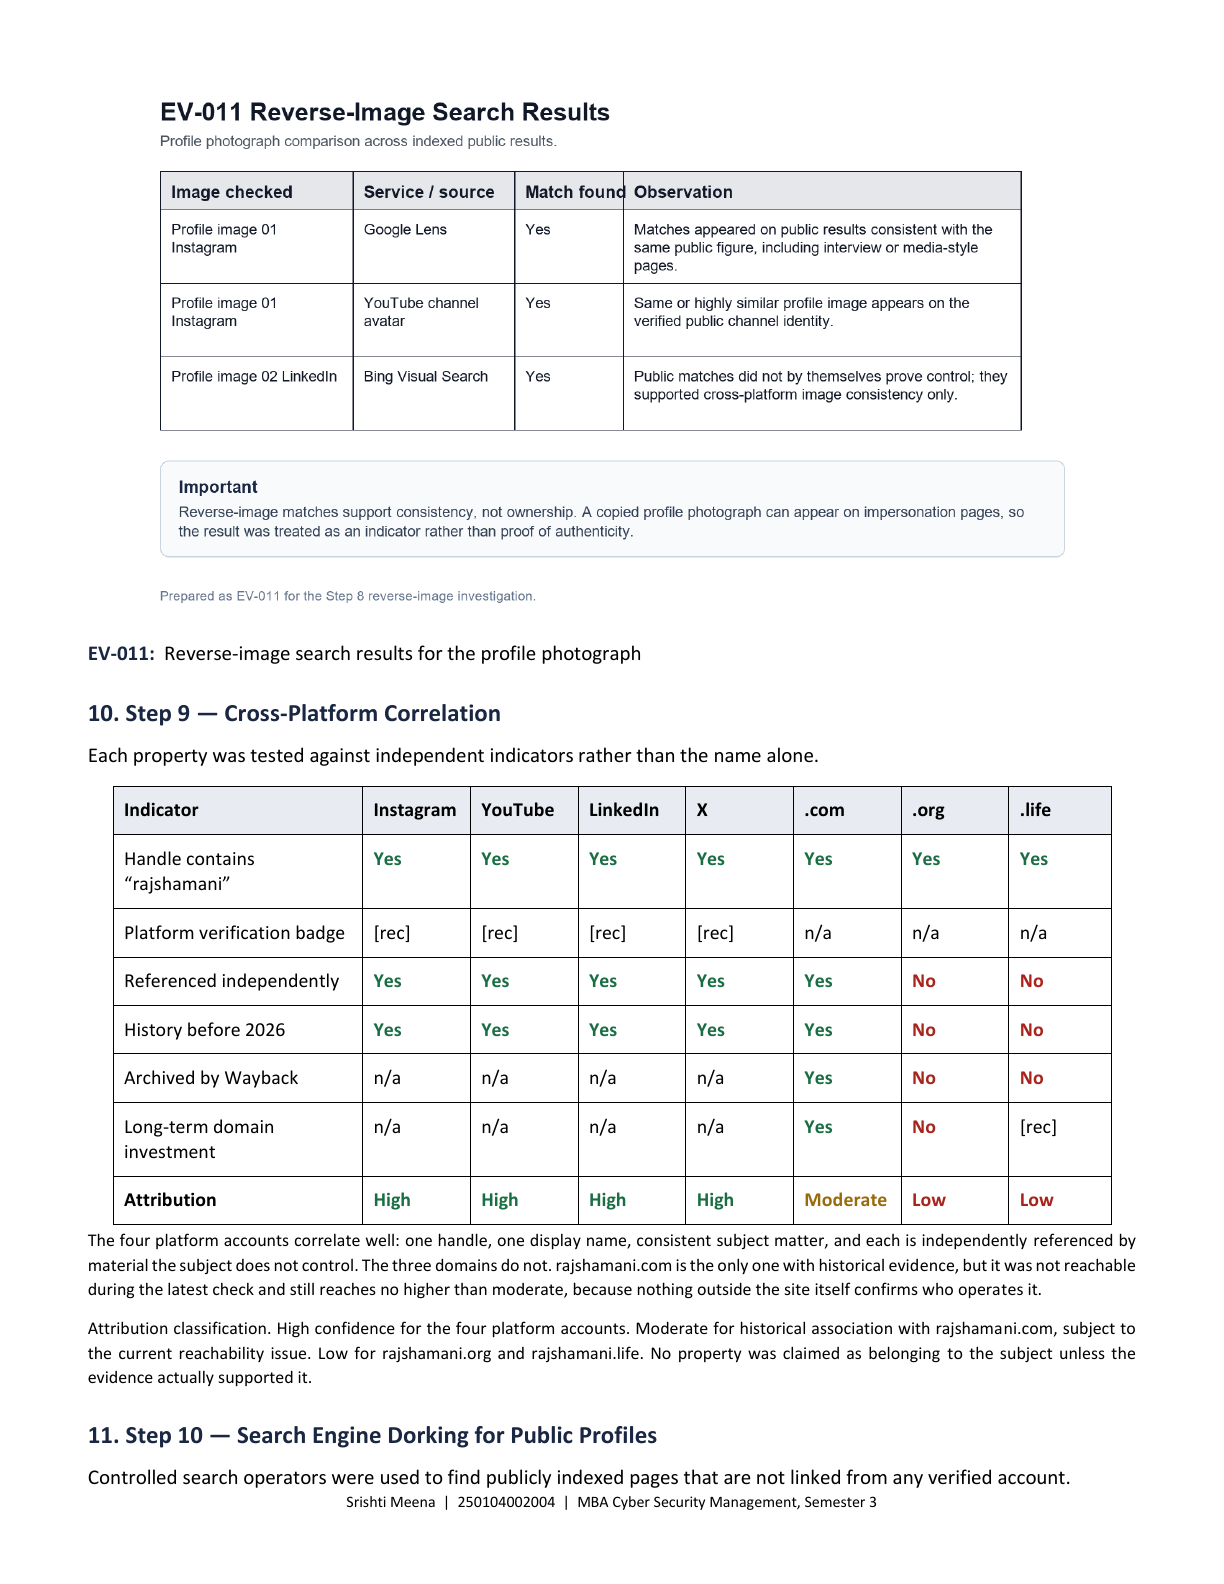 EV-011 Reverse-Image Search Results
Profile photograph comparison across indexed public results.
Image checked Service / source Match found Observation
Profile image 01 Instagram Google Lens Yes Matches appeared on public results consistent with the same public figure, including interview or media-style pages.
Profile image 01 Instagram YouTube channel avatar Yes Same or highly similar profile image appears on the verified public channel identity.
Profile image 02 LinkedIn Bing Visual Search Yes Public matches did not by themselves prove control; they supported cross-platform image consistency only.
Important
Reverse-image matches support consistency, not ownership. A copied profile photograph can appear on impersonation pages, so
the result was treated as an indicator rather than proof of authenticity.
Prepared as EV-011 for the Step 8 reverse-image investigation.
EV-011: Reverse-image search results for the profile photograph
10. Step 9 — Cross-Platform Correlation
Each property was tested against independent indicators rather than the name alone.
Indicator Instagram YouTube LinkedIn X .com .org .life
Handle contains “rajshamani” Yes Yes Yes Yes Yes Yes Yes
Platform verification badge [rec] [rec] [rec] [rec] n/a n/a n/a
Referenced independently Yes Yes Yes Yes Yes No No
History before 2026 Yes Yes Yes Yes Yes No No
Archived by Wayback n/a n/a n/a n/a Yes No No
Long-term domain investment n/a n/a n/a n/a Yes No [rec]
Attribution High High High High Moderate Low Low
The four platform accounts correlate well: one handle, one display name, consistent subject matter, and each is independently referenced by
material the subject does not control. The three domains do not. rajshamani.com is the only one with historical evidence, but it was not reachable
during the latest check and still reaches no higher than moderate, because nothing outside the site itself confirms who operates it.
Attribution classification. High confidence for the four platform accounts. Moderate for historical association with rajshamani.com, subject to
the current reachability issue. Low for rajshamani.org and rajshamani.life. No property was claimed as belonging to the subject unless the
evidence actually supported it.
11. Step 10 — Search Engine Dorking for Public Profiles
Controlled search operators were used to find publicly indexed pages that are not linked from any verified account.
Srishti Meena | 250104002004 | MBA Cyber Security Management, Semester 3